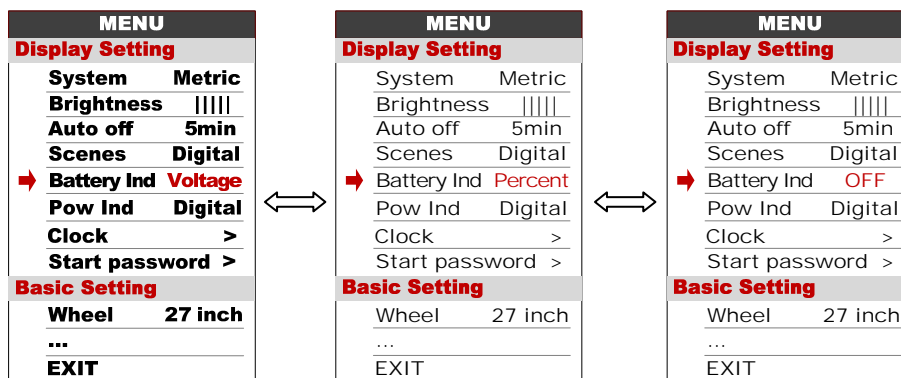 MENU
Display Setting
System Metric
Brightness |||||
Auto off 5min
Scenes Digital
Battery Ind Voltage
Pow Ind Digital
Clock >
Start password >
Basic Setting
Wheel 27 inch
...
EXIT
MENU
Display Setting
System Metric
Brightness |||||
Auto off 5min
Scenes Digital
Battery Ind Percent
Pow Ind Digital
Clock >
Start password >
Basic Setting
Wheel 27 inch
...
EXIT
MENU
Display Setting
System Metric
Brightness |||||
Auto off 5min
Scenes Digital
Battery Ind OFF
Pow Ind Digital
Clock >
Start password >
Basic Setting
Wheel 27 inch
...
EXIT